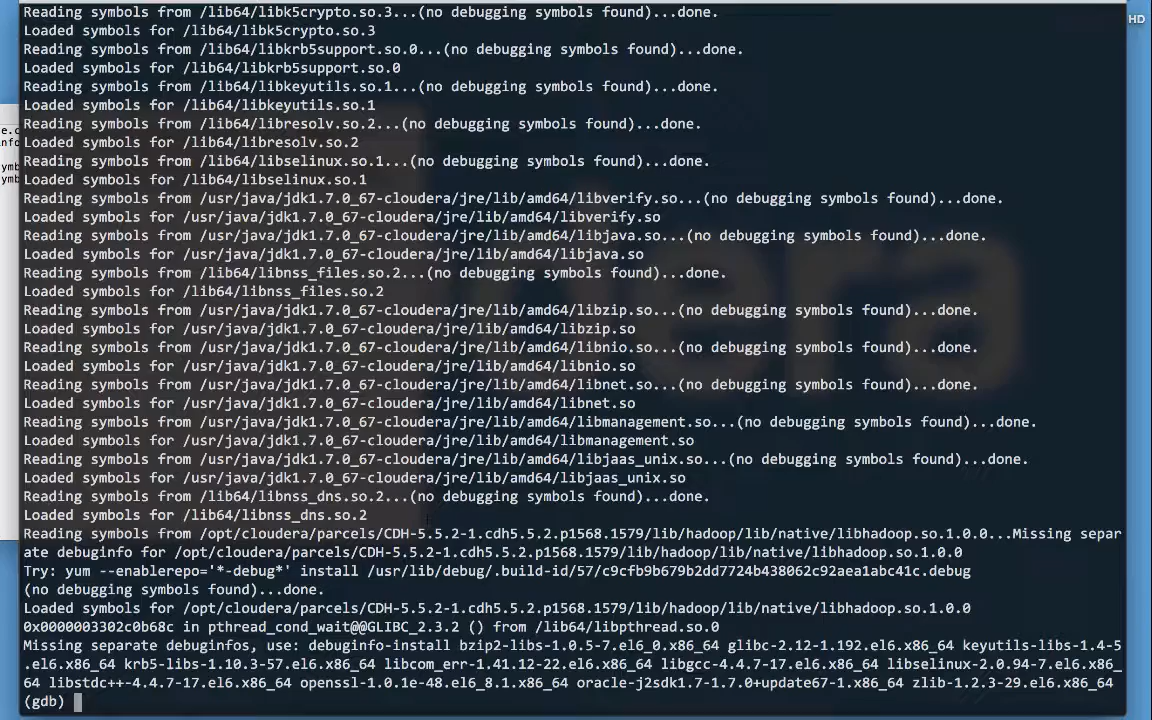 Reading symbols from /lib64/libk5crypto.so.3...(no debugging symbols found)...done.
HD
Loaded symbols for /lib64/libk5crypto.so.3
Reading symbols from /lib64/libkrb5support.so.0...(no debugging symbols found)...done.
Loaded symbols for /lib64/libkrb5support.so.0
Reading symbols from /lib64/libkeyutils.so.1...(no debugging symbols found)...done.
Loaded symbols for /lib64/libkeyutils.so.1
Reading symbols from /lib64/libresolv.so.2...(no debugging symbols found)...done.
Loaded symbols for /lib64/libresolv.so.2
Reading symbols from /lib64/libselinux.so.1...(no debugging symbols found)...done.
Loaded symbols for /lib64/libselinux.so.1
Reading symbols from /usr/java/jdk1.7.0_67-cloudera/jre/lib/amd64/libverify.so...(no debugging symbols found)...done.
Loaded symbols for /usr/java/jdk1.7.0_67-cloudera/jre/lib/amd64/libverify.so
Reading symbols from /usr/java/jdk1.7.0_67-cloudera/jre/lib/amd64/libjava.so...(no debugging symbols found)...done.
Loaded symbols for /usr/java/jdk1.7.0_67-cloudera/jre/lib/amd64/libjava.so
Reading symbols from /lib64/libnss_files.so.2...(no debugging symbols found)...done.
Loaded symbols for /lib64/libnss_files.so.2
Reading symbols from /usr/java/jdk1.7.0_67-cloudera/jre/lib/amd64/libzip.so...(no debugging symbols found)...done.
Loaded symbols for /usr/java/jdk1.7.0_67-cloudera/jre/lib/amd64/libzip.so
Reading symbols from /usr/java/jdk1.7.0_67-cloudera/jre/lib/amd64/libnio.so...(no debugging symbols found)...done.
Loaded symbols for /usr/java/jdk1.7.0_67-cloudera/jre/lib/amd64/libnio.so
Reading symbols from /usr/java/jdk1.7.0_67-cloudera/jre/lib/amd64/libnet.so...(no debugging symbols found)...done.
Loaded symbols for /usr/java/jdk1.7.0_67-cloudera/jre/lib/amd64/libnet.so
Reading symbols from /usr/java/jdk1.7.0_67-cloudera/jre/lib/amd64/libmanagement.so...(no debugging symbols found)...done.
Loaded symbols for /usr/java/jdk1.7.0_67-cloudera/jre/lib/amd64/libmanagement.so
Reading symbols from /usr/java/jdk1.7.0_67-cloudera/jre/lib/amd64/libjaas_unix.so...(no debugging symbols found)...done.
Loaded symbols for /usr/java/jdk1.7.0_67-cloudera/jre/lib/amd64/libjaas_unix.so
Reading symbols from /lib64/libnss_dns.so.2...(no debugging symbols found)...done.
Loaded symbols for /lib64/libnss_dns.so.2
Reading symbols from /opt/cloudera/parcels/CDH-5.5.2-1.cdh5.5.2.p1568.1579/lib/hadoop/lib/native/libhadoop.so.1.0.0...Missing separ
ate debuginfo for /opt/cloudera/parcels/CDH-5.5.2-1.cdh5.5.2.p1568.1579/lib/hadoop/lib/native/libhadoop.so.1.0.0
Try: yum --enablerepo='*-debug*' install /usr/lib/debug/.build-id/57/c9cfb9b679b2dd7724b438062c92aea1abc41c.debug
(no debugging symbols found)...done.
Loaded symbols for /opt/cloudera/parcels/CDH-5.5.2-1.cdh5.5.2.p1568.1579/lib/hadoop/lib/native/libhadoop.so.1.0.0
0x0000003302c0b68c in pthread_cond_wait@@GLIBC_2.3.2 () from /lib64/libpthread.so.0
Missing separate debuginfos, use: debuginfo-install bzip2-libs-1.0.5-7.el6_0.x86_64 glibc-2.12-1.192.el6.x86_64 keyutils-libs-1.4-5
.el6.x86_64 krb5-libs-1.10.3-57.el6.x86_64 libcom_err-1.41.12-22.el6.x86_64 libgcc-4.4.7-17.el6.x86_64 libselinux-2.0.94-7.el6.x86_
64 libstdc++-4.4.7-17.el6.x86_64 openssl-1.0.1e-48.el6_8.1.x86_64 oracle-j2sdk1.7-1.7.0+update67-1.x86_64 zlib-1.2.3-29.el6.x86_64
(gdb)